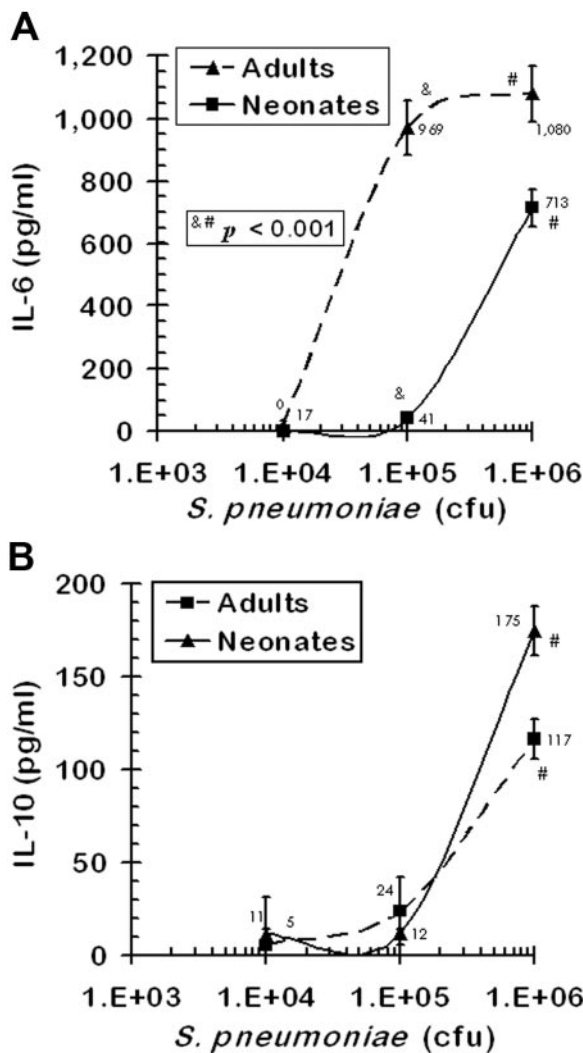 A
1,200
1,000
800
600
400
200
0
IL-6 (pg/ml)
Adults
Neonates
&
969
#
1,080
&# p < 0.001
713
#
0
17
&
41
1.E+03 1.E+04 1.E+05 1.E+06
S. pneumoniae (cfu)
B
200
150
100
50
0
IL-10 (pg/ml)
Adults
Neonates
175
#
117
#
24
11
5
12
1.E+03 1.E+04 1.E+05 1.E+06
S. pneumoniae (cfu)